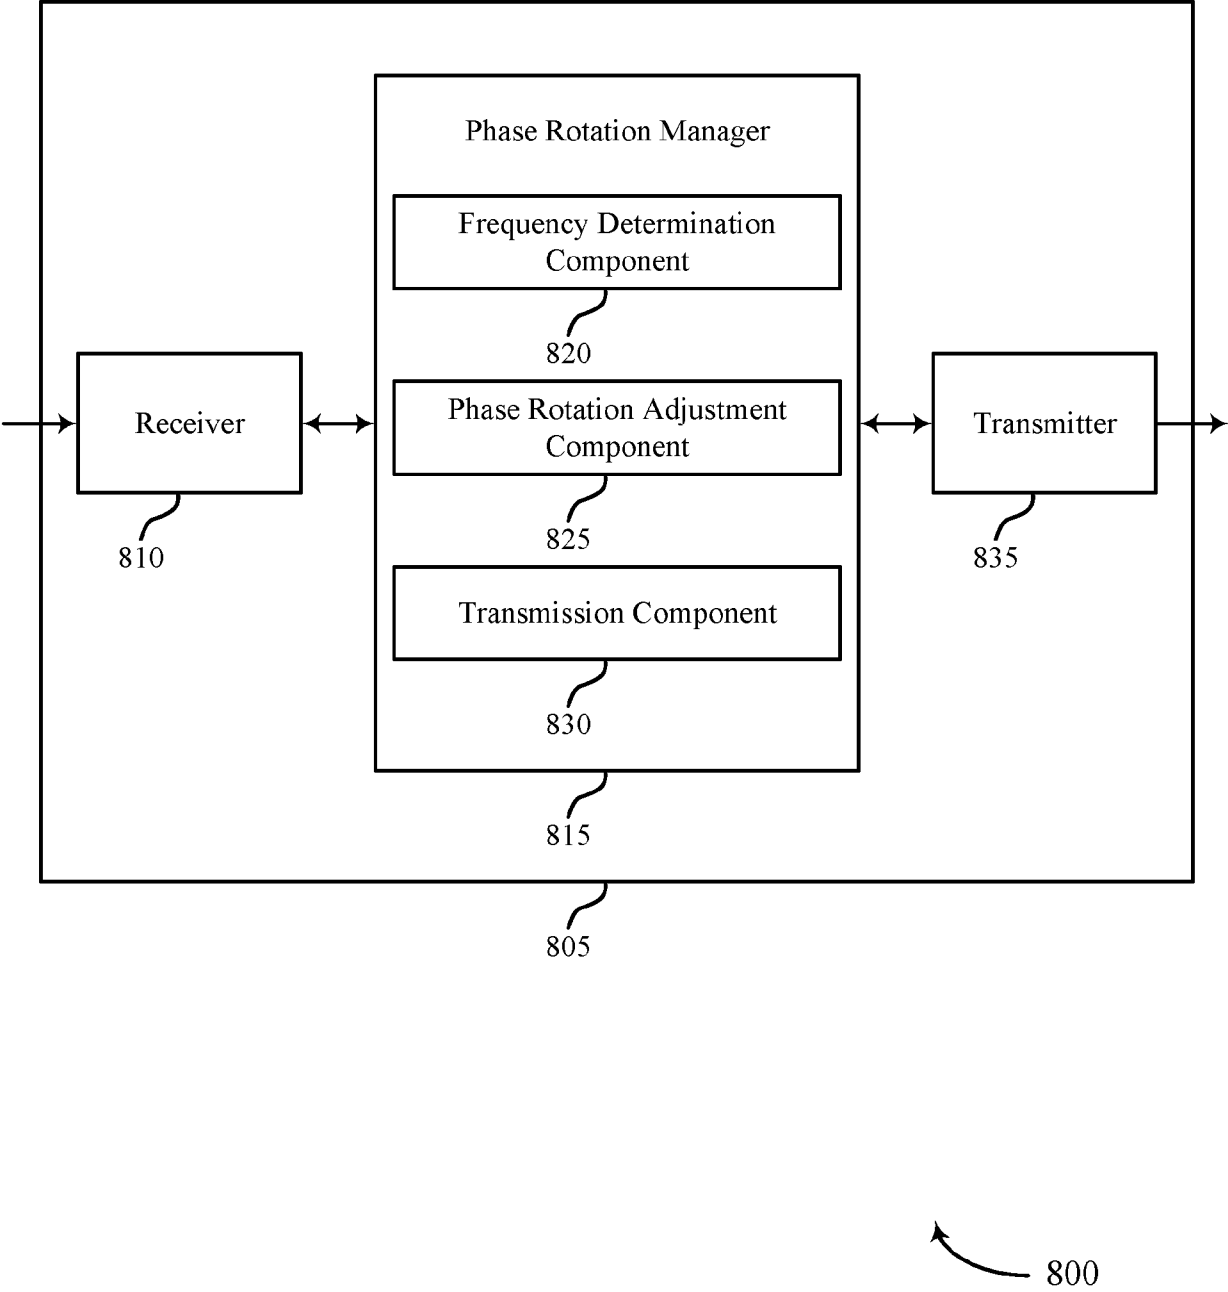 Phase Rotation Manager
Frequency Determination
Component
820
Receiver
810
Phase Rotation Adjustment
Component
825
Transmitter
835
Transmission Component
830
815
805
800